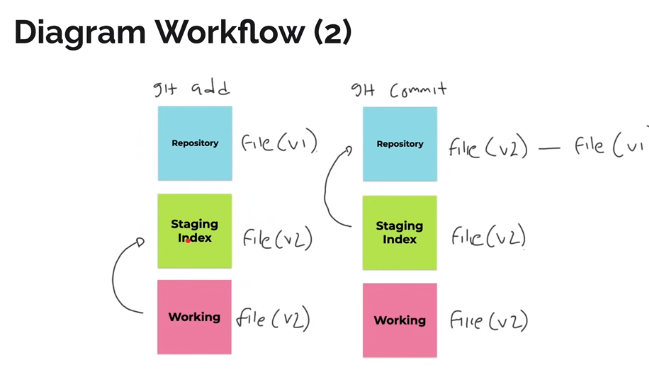 Diagram Workflow (2)
git add
Repository
file(v1)
Staging
Index
file(v2)
Working
file(v2)
git commit
Repository
file(v2) — file(v1
Staging
Index
file(v2)
Working
file(v2)